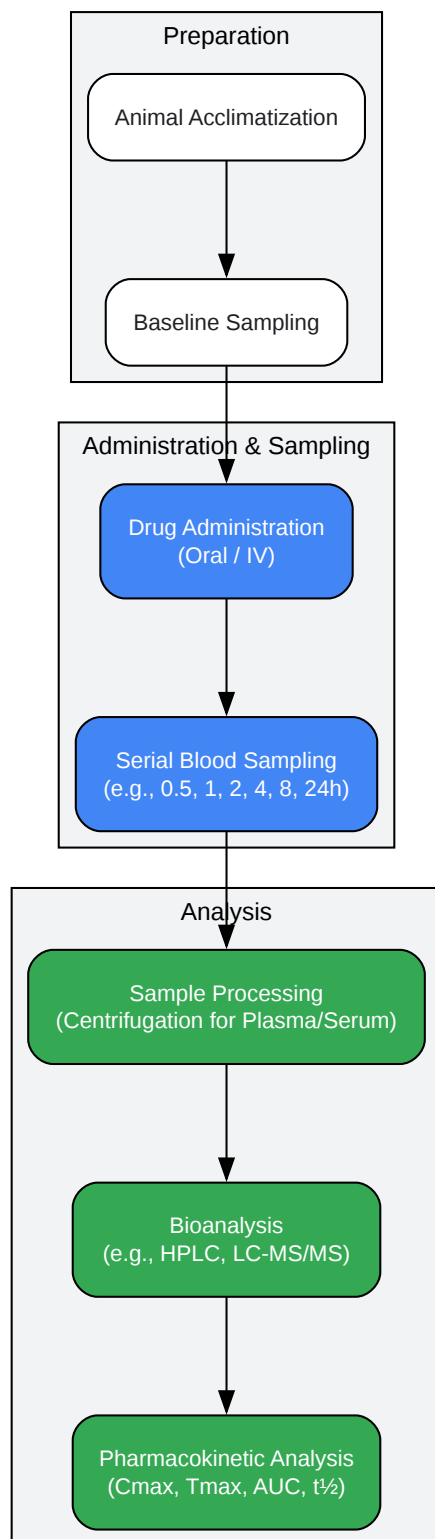 Preparation
Animal Acclimatization
Baseline Sampling
Administration & Sampling
Drug Administration
(Oral / IV)
Serial Blood Sampling
(e.g., 0.5, 1, 2, 4, 8, 24h)
Analysis
Sample Processing
(Centrifugation for Plasma/Serum)
Bioanalysis
(e.g., HPLC, LC-MS/MS)
Pharmacokinetic Analysis
(Cmax, Tmax, AUC, t½)